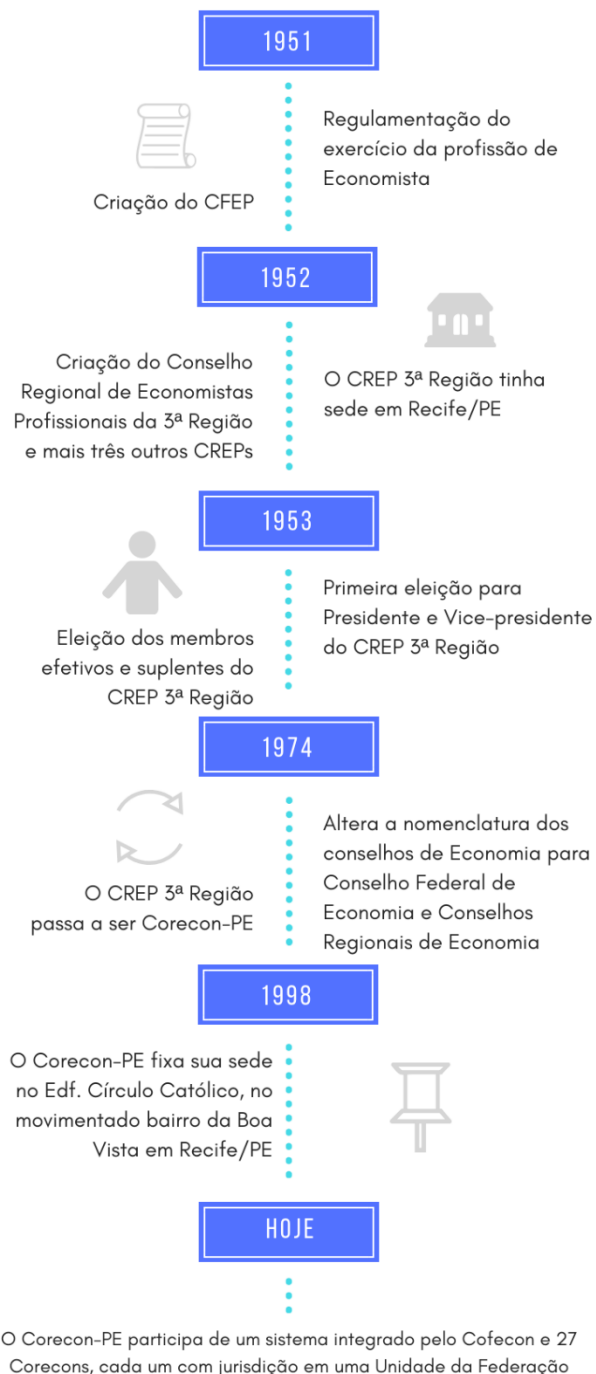 1951
Regulamentação do
exercício da profissão de
Economista
Criação do CFEP
1952
Criação do Conselho
Regional de Economistas
Profissionais da 3ª Região
e mais três outros CREPs
O CREP 3ª Região tinha
sede em Recife/PE
1953
Eleição dos membros
efetivos e suplentes do
CREP 3ª Região
Primeira eleição para
Presidente e Vice-presidente
do CREP 3ª Região
1974
O CREP 3ª Região
passa a ser Corecon-PE
Altera a nomenclatura dos
conselhos de Economia para
Conselho Federal de
Economia e Conselhos
Regionais de Economia
1998
O Corecon-PE fixa sua sede
no Edf. Círculo Católico, no
movimentado bairro da Boa
Vista em Recife/PE
HOJE
O Corecon-PE participa de um sistema integrado pelo Cofecon e 27
Corecons, cada um com jurisdição em uma Unidade da Federação